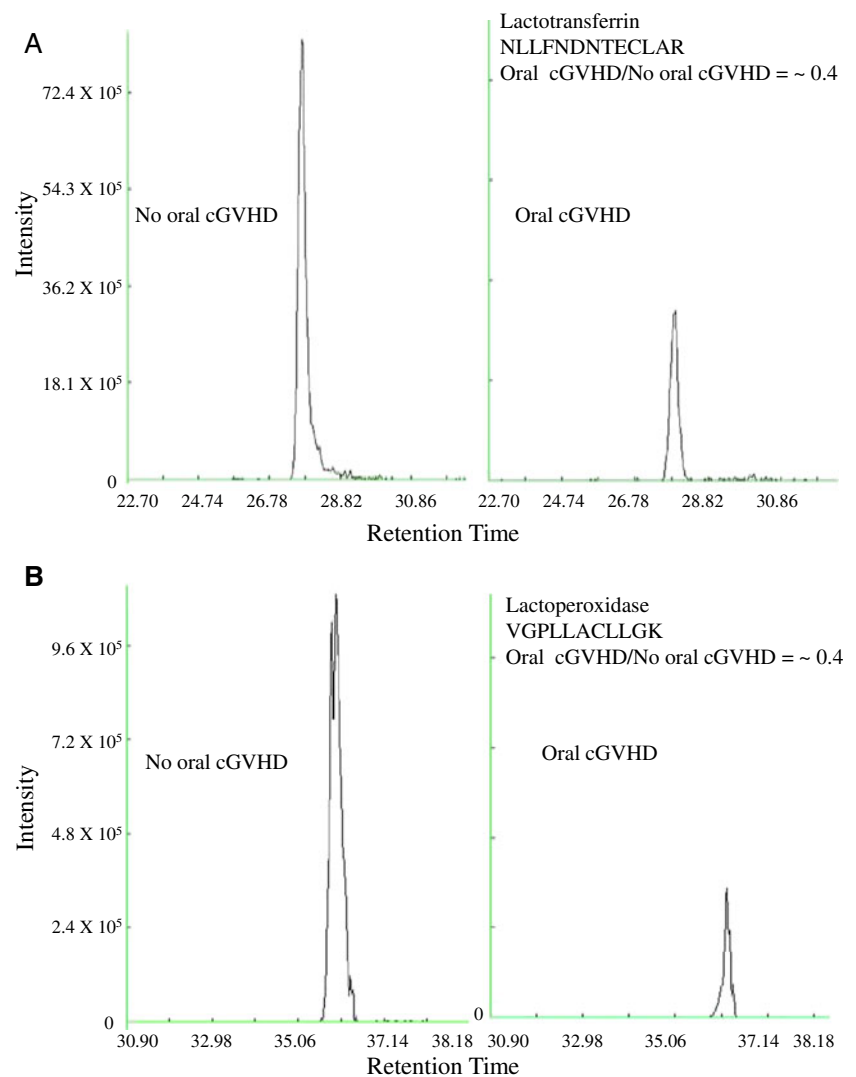 A
Lactotransferrin
NLLFNDNTECLAR
Oral cGVHD/No oral cGVHD = ~ 0.4
72.4 X 10⁵
54.3 X 10⁵
36.2 X 10⁵
18.1 X 10⁵
0
Intensity
No oral cGVHD
Oral cGVHD
22.70 24.74 26.78 28.82 30.86
22.70 24.74 26.78 28.82 30.86
Retention Time
B
Lactoperoxidase
VGPLLACLLGK
Oral cGVHD/No oral cGVHD = ~ 0.4
9.6 X 10⁵
7.2 X 10⁵
4.8 X 10⁵
2.4 X 10⁵
0
Intensity
No oral cGVHD
Oral cGVHD
0
30.90 32.98 35.06 37.14 38.18
30.90 32.98 35.06 37.14 38.18
Retention Time